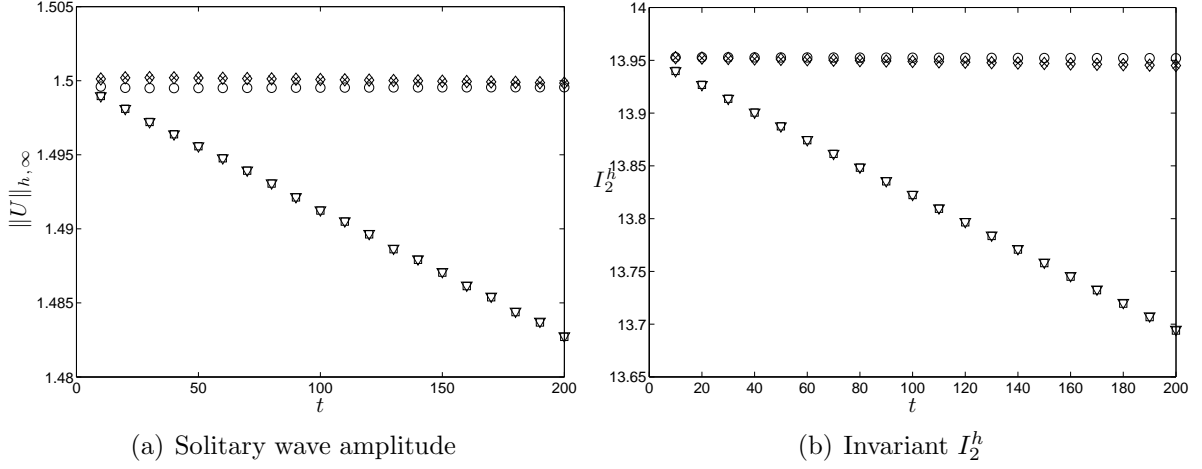 1.505
1.5
1.495
1.49
1.485
1.48
‖U‖h,∞
0 50 100 150 200
t
(a) Solitary wave amplitude
14
13.95
13.9
13.85
13.8
13.75
13.7
13.65
I₂ʰ
0 20 40 60 80 100 120 140 160 180 200
t
(b) Invariant I₂ʰ